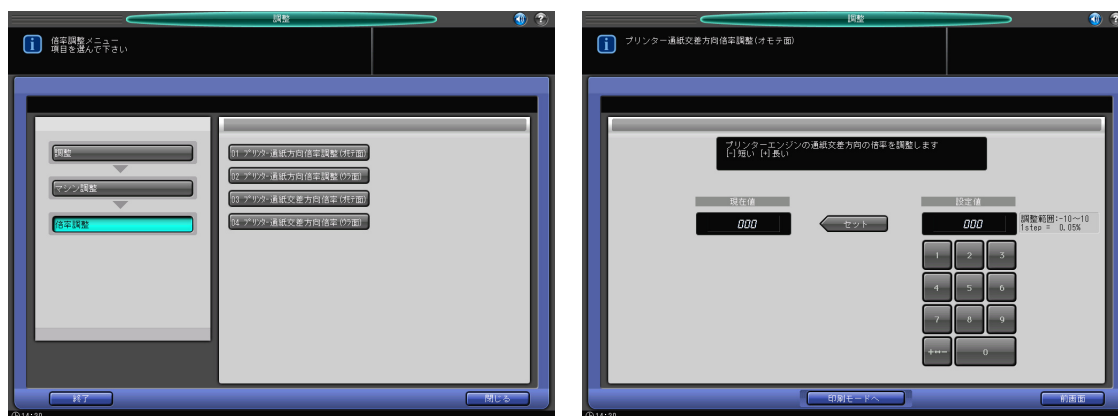 調整
倍率調整メニュー
項目を選んで下さい
調整
マシン調整
倍率調整
01 プリンター通紙方向倍率調整(オモテ面)
02 プリンター通紙方向倍率調整(ウラ面)
03 プリンター通紙交差方向倍率(オモテ面)
04 プリンター通紙交差方向倍率(ウラ面)
終了
閉じる
14:20
調整
プリンター通紙交差方向倍率調整(オモテ面)
プリンターエンジンの通紙交差方向の倍率を調整します
[-]短い [+]長い
現在値
設定値
000
セット
000
調整範囲:-10~10
1step = 0.05%
1 2 3
4 5 6
7 8 9
+↔- 0
印刷モードへ
前画面
14:20